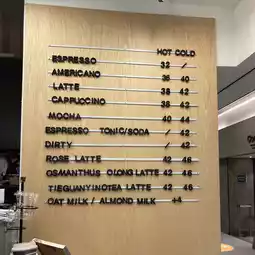 HOT COLD
ESPRESSO 32 /
AMERICANO 36 40
LATTE 38 42
CAPPUCCINO 38 42
MOCHA 40 44
ESPRESSO TONIC/SODA / 42
DIRTY / 42
ROSE LATTE 42 46
OSMANTHUS OLONG LATTE 42 46
TIEGUANYINOTEA LATTE 42 46
OAT MILK / ALMOND MILK +4